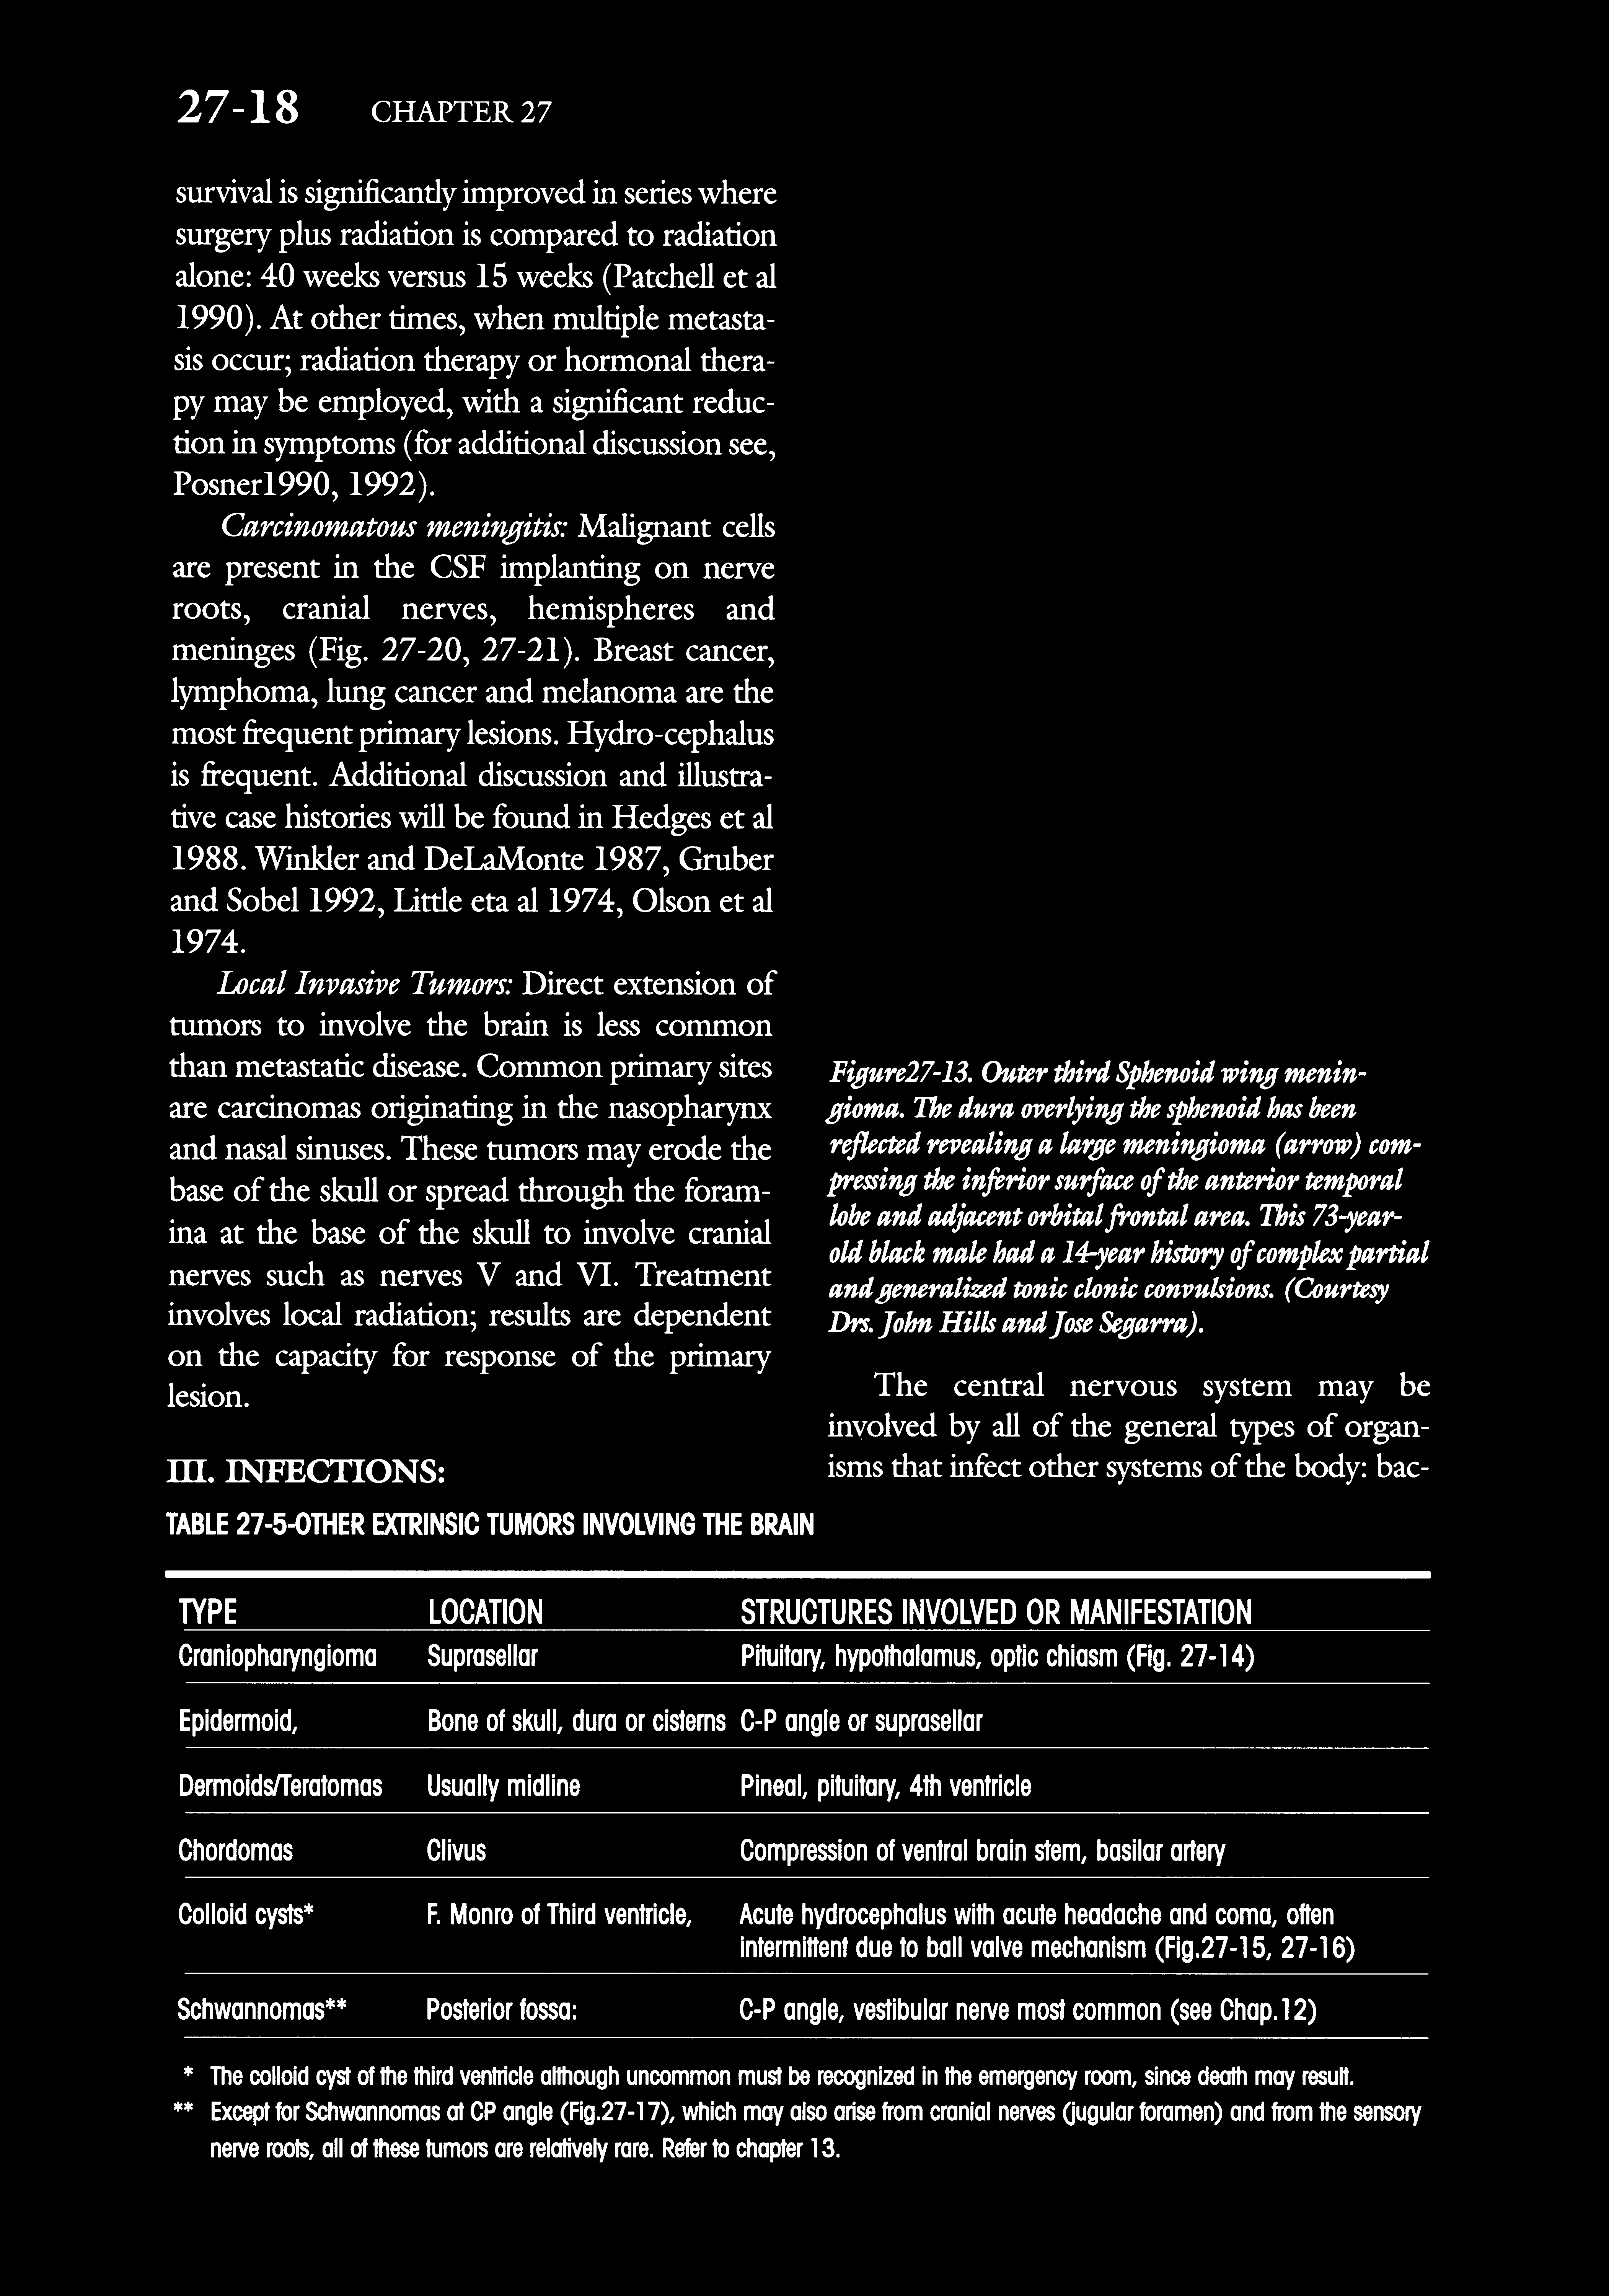 27-18 CHAPTER 27
survival is significantly improved in series where
surgery plus radiation is compared to radiation
alone: 40 weeks versus 15 weeks (Patchell et al
1990). At other times, when multiple metasta-
sis occur; radiation therapy or hormonal thera-
py may be employed, with a significant reduc-
tion in symptoms (for additional discussion see,
Posner1990, 1992).
Carcinomatous meningitis: Malignant cells
are present in the CSF implanting on nerve
roots, cranial nerves, hemispheres and
meninges (Fig. 27-20, 27-21). Breast cancer,
lymphoma, lung cancer and melanoma are the
most frequent primary lesions. Hydro-cephalus
is frequent. Additional discussion and illustra-
tive case histories will be found in Hedges et al
1988. Winkler and DeLaMonte 1987, Gruber
and Sobel 1992, Little eta al 1974, Olson et al
1974.
Local Invasive Tumors: Direct extension of
tumors to involve the brain is less common
than metastatic disease. Common primary sites
are carcinomas originating in the nasopharynx
and nasal sinuses. These tumors may erode the
base of the skull or spread through the foram-
ina at the base of the skull to involve cranial
nerves such as nerves V and VI. Treatment
involves local radiation; results are dependent
on the capacity for response of the primary
lesion.
III. INFECTIONS:
Figure27-13. Outer third Sphenoid wing menin-
gioma. The dura overlying the sphenoid has been
reflected revealing a large meningioma (arrow) com-
pressing the inferior surface of the anterior temporal
lobe and adjacent orbital frontal area. This 73-year-
old black male had a 14-year history of complex partial
and generalized tonic clonic convulsions. (Courtesy
Drs. John Hills and Jose Segarra).
The central nervous system may be
involved by all of the general types of organ-
isms that infect other systems of the body: bac-
TABLE 27-5-OTHER EXTRINSIC TUMORS INVOLVING THE BRAIN
TYPE LOCATION STRUCTURES INVOLVED OR MANIFESTATION
Craniopharyngioma Suprasellar Pituitary, hypothalamus, optic chiasm (Fig. 27-14)
Epidermoid, Bone of skull, dura or cisterns C-P angle or suprasellar
Dermoids/Teratomas Usually midline Pineal, pituitary, 4th ventricle
Chordomas Clivus Compression of ventral brain stem, basilar artery
Colloid cysts* F. Monro of Third ventricle, Acute hydrocephalus with acute headache and coma, often
intermittent due to ball valve mechanism (Fig.27-15, 27-16)
Schwannomas** Posterior fossa: C-P angle, vestibular nerve most common (see Chap.12)
* The colloid cyst of the third ventricle although uncommon must be recognized in the emergency room, since death may result.
** Except for Schwannomas at CP angle (Fig.27-17), which may also arise from cranial nerves (jugular foramen) and from the sensory
nerve roots, all of these tumors are relatively rare. Refer to chapter 13.